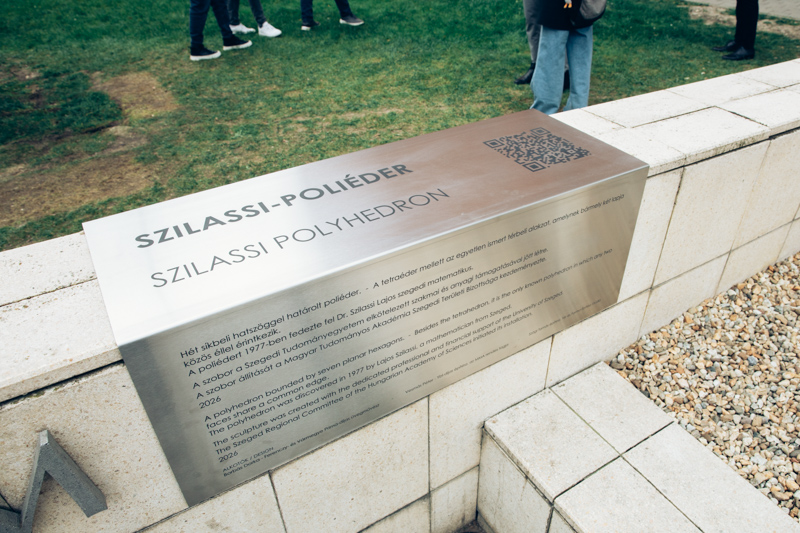 SZILASSI-POLIÉDER
SZILASSI POLYHEDRON
Hét síkbeli hatszöggel határolt poliéder. - A tetraéder mellett az egyetlen ismert térbeli alakzat, amelynek bármely két lapja
közös éllel érintkezik.
A poliédert 1977-ben fedezte fel Dr. Szilassi Lajos szegedi matematikus.
A szobor a Szegedi Tudományegyetem elkötelezett szakmai és anyagi támogatásával jött létre.
A szobor állítását a Magyar Tudományos Akadémia Szegedi Területi Bizottsága kezdeményezte.
2026
A polyhedron bounded by seven planar hexagons. - Besides the tetrahedron, it is the only known polyhedron in which any two
faces share a common edge.
The polyhedron was discovered in 1977 by Lajos Szilassi, a mathematician from Szeged.
The sculpture was created with the dedicated professional and financial support of the University of Szeged
The Szeged Regional Committee of the Hungarian Academy of Sciences initiated its installation.
2026
ALKOTÓK / DESIGN